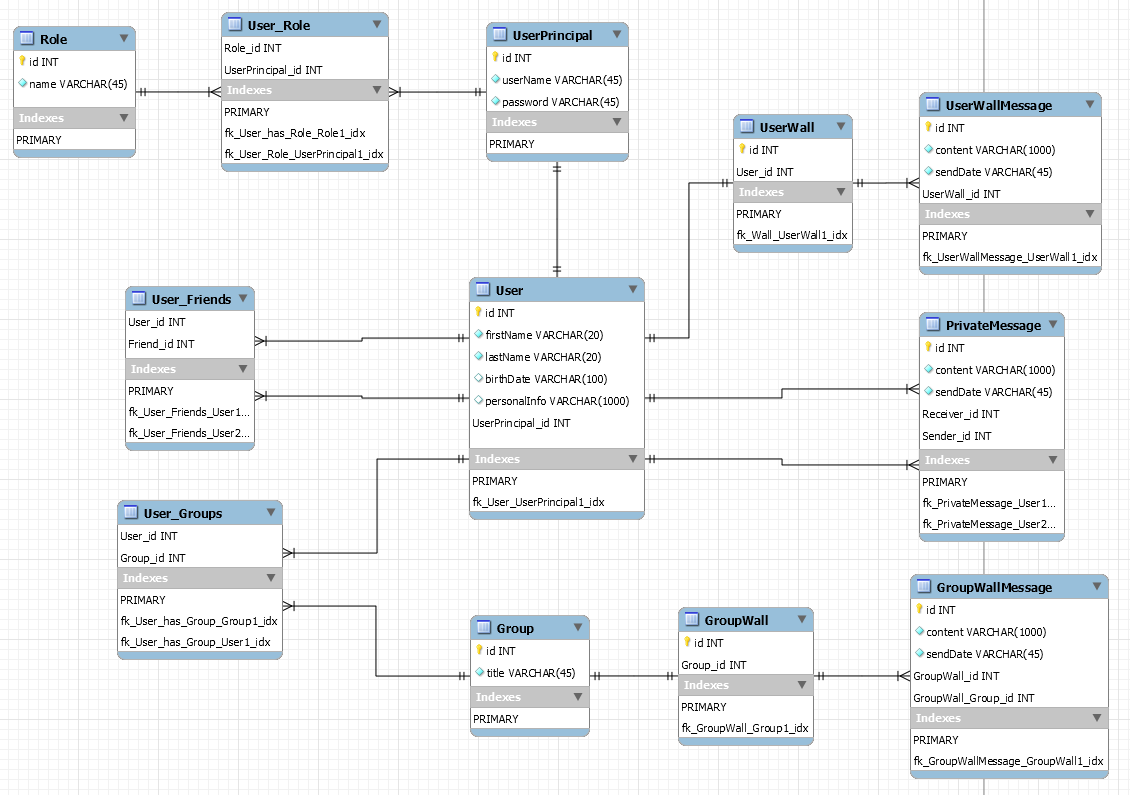 Role
id INT
name VARCHAR(45)
Indexes
PRIMARY
User_Role
Role_id INT
UserPrincipal_id INT
Indexes
PRIMARY
fk_User_has_Role_Role1_idx
fk_User_Role_UserPrincipal1_idx
UserPrincipal
id INT
userName VARCHAR(45)
password VARCHAR(45)
Indexes
PRIMARY
UserWall
id INT
User_id INT
Indexes
PRIMARY
fk_Wall_UserWall1_idx
UserWallMessage
id INT
content VARCHAR(1000)
sendDate VARCHAR(45)
UserWall_id INT
Indexes
PRIMARY
fk_UserWallMessage_UserWall1_idx
User_Friends
User_id INT
Friend_id INT
Indexes
PRIMARY
fk_User_Friends_User1...
fk_User_Friends_User2...
User
id INT
firstName VARCHAR(20)
lastName VARCHAR(20)
birthDate VARCHAR(100)
personalInfo VARCHAR(1000)
UserPrincipal_id INT
Indexes
PRIMARY
fk_User_UserPrincipal1_idx
PrivateMessage
id INT
content VARCHAR(1000)
sendDate VARCHAR(45)
Receiver_id INT
Sender_id INT
Indexes
PRIMARY
fk_PrivateMessage_User1...
fk_PrivateMessage_User2...
User_Groups
User_id INT
Group_id INT
Indexes
PRIMARY
fk_User_has_Group_Group1_idx
fk_User_has_Group_User1_idx
Group
id INT
title VARCHAR(45)
Indexes
PRIMARY
GroupWall
id INT
Group_id INT
Indexes
PRIMARY
fk_GroupWall_Group1_idx
GroupWallMessage
id INT
content VARCHAR(1000)
sendDate VARCHAR(45)
GroupWall_id INT
GroupWall_Group_id INT
Indexes
PRIMARY
fk_GroupWallMessage_GroupWall1_idx